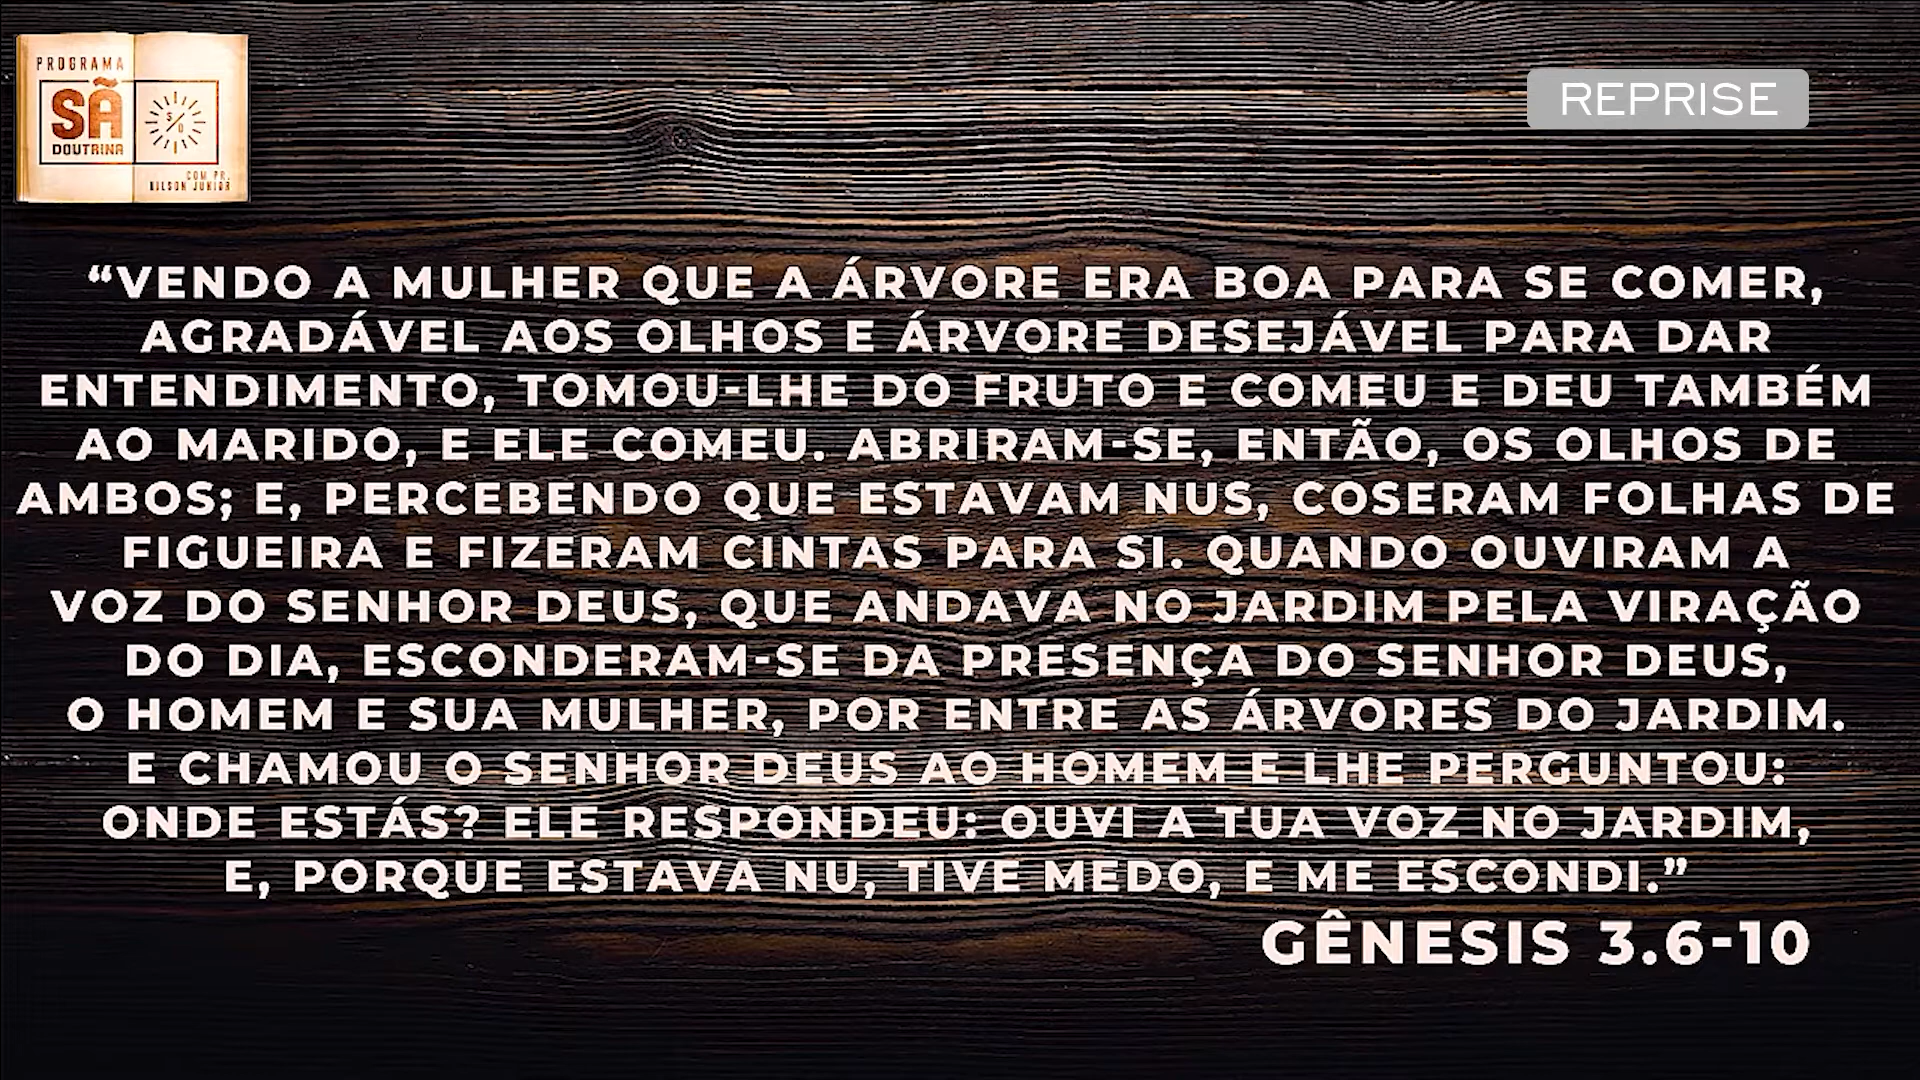 PROGRAMA
SÃ
DOUTRINA
COM PR.
REPRISE
“VENDO A MULHER QUE A ÁRVORE ERA BOA PARA SE COMER,
AGRADÁVEL AOS OLHOS E ÁRVORE DESEJÁVEL PARA DAR
ENTENDIMENTO, TOMOU-LHE DO FRUTO E COMEU E DEU TAMBÉM
AO MARIDO, E ELE COMEU. ABRIRAM-SE, ENTÃO, OS OLHOS DE
AMBOS; E, PERCEBENDO QUE ESTAVAM NUS, COSERAM FOLHAS DE
FIGUEIRA E FIZERAM CINTAS PARA SI. QUANDO OUVIRAM A
VOZ DO SENHOR DEUS, QUE ANDAVA NO JARDIM PELA VIRAÇÃO
DO DIA, ESCONDERAM-SE DA PRESENÇA DO SENHOR DEUS,
O HOMEM E SUA MULHER, POR ENTRE AS ÁRVORES DO JARDIM.
E CHAMOU O SENHOR DEUS AO HOMEM E LHE PERGUNTOU:
ONDE ESTÁS? ELE RESPONDEU: OUVI A TUA VOZ NO JARDIM,
E, PORQUE ESTAVA NU, TIVE MEDO, E ME ESCONDI.”
GÊNESIS 3.6-10